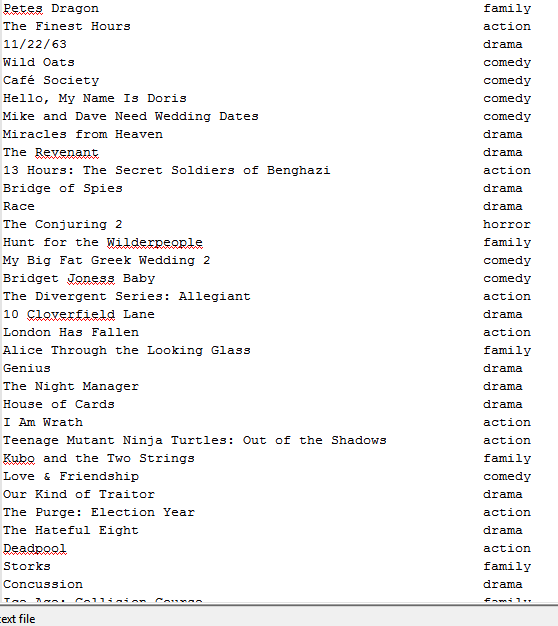 Petes Dragon family
The Finest Hours action
11/22/63 drama
Wild Oats comedy
Café Society comedy
Hello, My Name Is Doris comedy
Mike and Dave Need Wedding Dates comedy
Miracles from Heaven drama
The Revenant drama
13 Hours: The Secret Soldiers of Benghazi action
Bridge of Spies drama
Race drama
The Conjuring 2 horror
Hunt for the Wilderpeople family
My Big Fat Greek Wedding 2 comedy
Bridget Joness Baby comedy
The Divergent Series: Allegiant action
10 Cloverfield Lane drama
London Has Fallen action
Alice Through the Looking Glass family
Genius drama
The Night Manager drama
House of Cards drama
I Am Wrath action
Teenage Mutant Ninja Turtles: Out of the Shadows action
Kubo and the Two Strings family
Love & Friendship comedy
Our Kind of Traitor drama
The Purge: Election Year action
The Hateful Eight drama
Deadpool action
Storks family
Concussion drama
Ice Age: Collision Course family
ext file